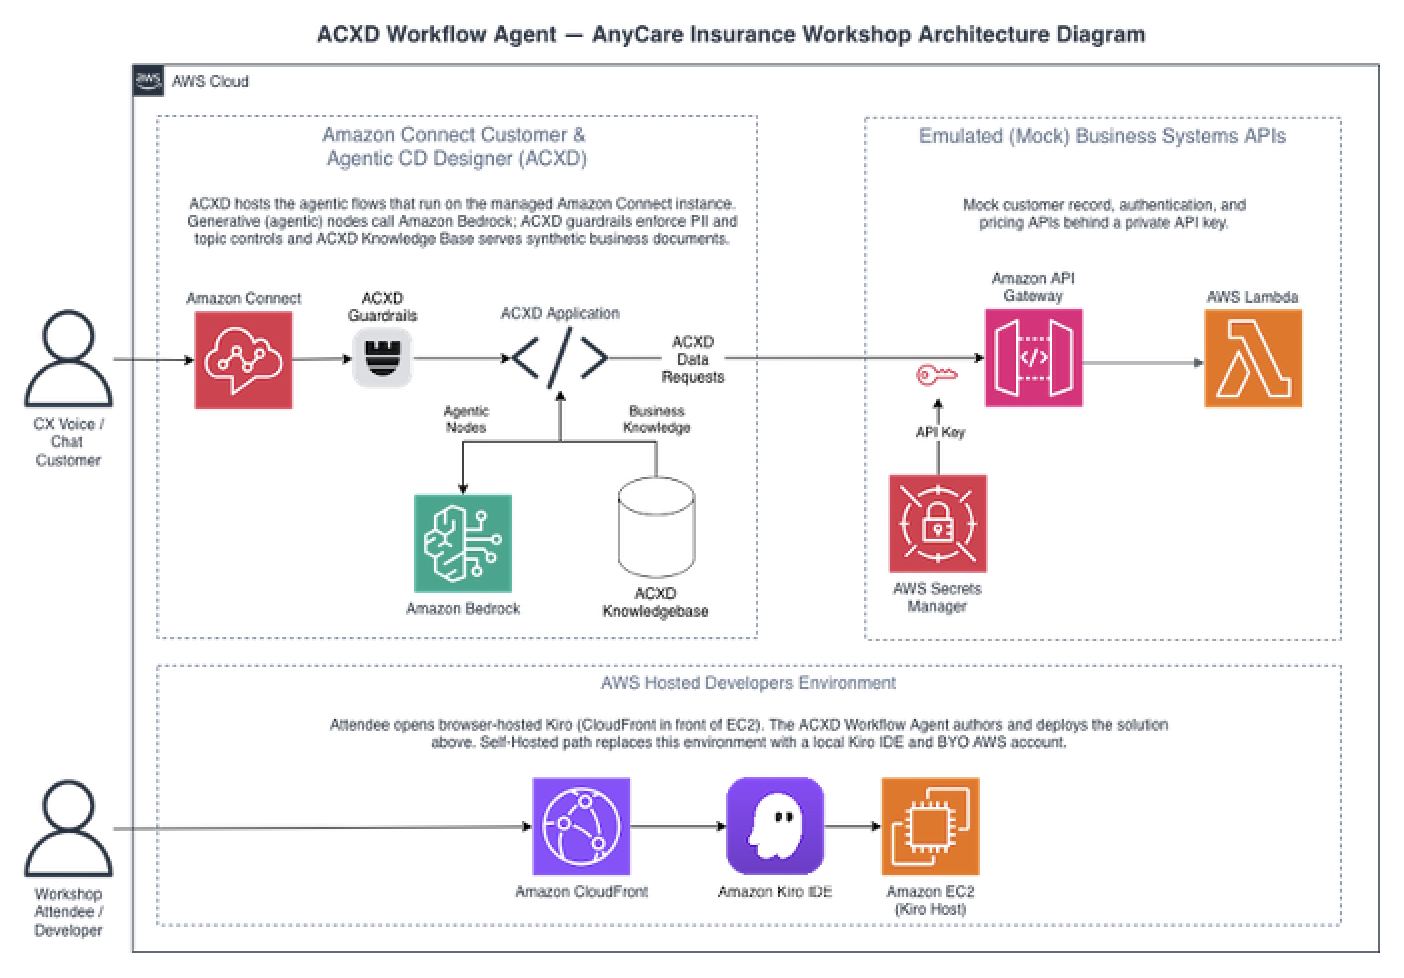 ACXD Workflow Agent — AnyCare Insurance Workshop Architecture Diagram
aws
AWS Cloud
Amazon Connect Customer &
Agentic CD Designer (ACXD)
ACXD hosts the agentic flows that run on the managed Amazon Connect instance.
Generative (agentic) nodes call Amazon Bedrock; ACXD guardrails enforce PII and
topic controls and ACXD Knowledge Base serves synthetic business documents.
Emulated (Mock) Business Systems APIs
Mock customer record, authentication, and
pricing APIs behind a private API key.
CX Voice /
Chat
Customer
Amazon Connect
ACXD
Guardrails
ACXD Application
ACXD
Data
Requests
Amazon API
Gateway
AWS Lambda
Agentic
Nodes
Business
Knowledge
API Key
Amazon Bedrock
ACXD
Knowledgebase
AWS Secrets
Manager
AWS Hosted Developers Environment
Attendee opens browser-hosted Kiro (CloudFront in front of EC2). The ACXD Workflow Agent authors and deploys the solution
above. Self-Hosted path replaces this environment with a local Kiro IDE and BYO AWS account.
Workshop
Attendee /
Developer
Amazon CloudFront
Amazon Kiro IDE
Amazon EC2
(Kiro Host)